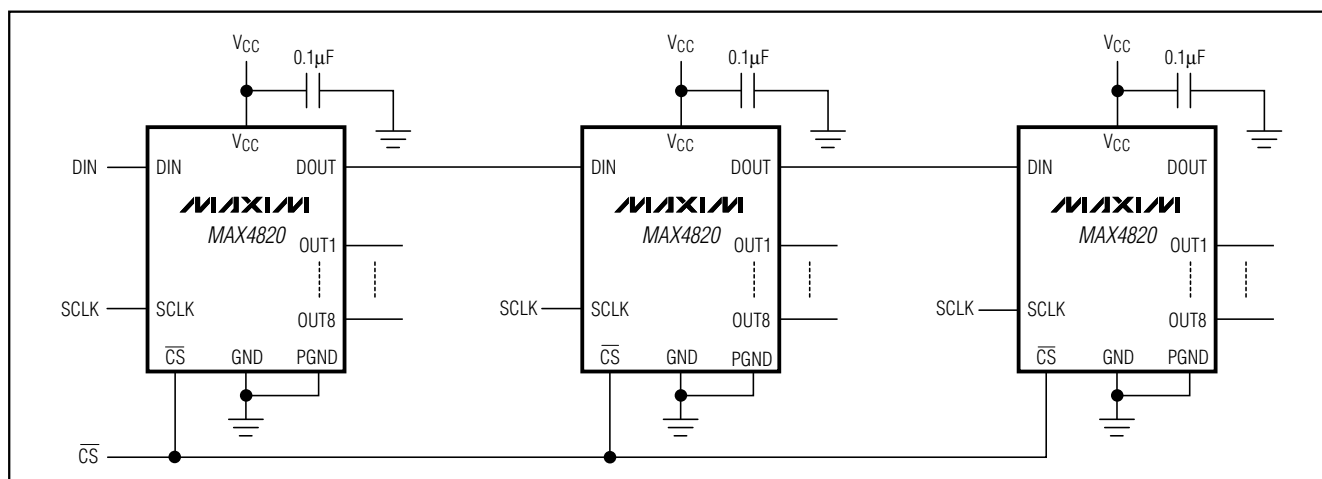 VCC 0.1µF VCC 0.1µF VCC 0.1µF
VCC VCC VCC
DIN DIN DOUT DIN DOUT DIN DOUT
MAXIM MAXIM MAXIM
MAX4820 MAX4820 MAX4820
OUT1 OUT1 OUT1
SCLK SCLK SCLK SCLK SCLK SCLK
OUT8 OUT8 OUT8
CS GND PGND CS GND PGND CS GND PGND
CS